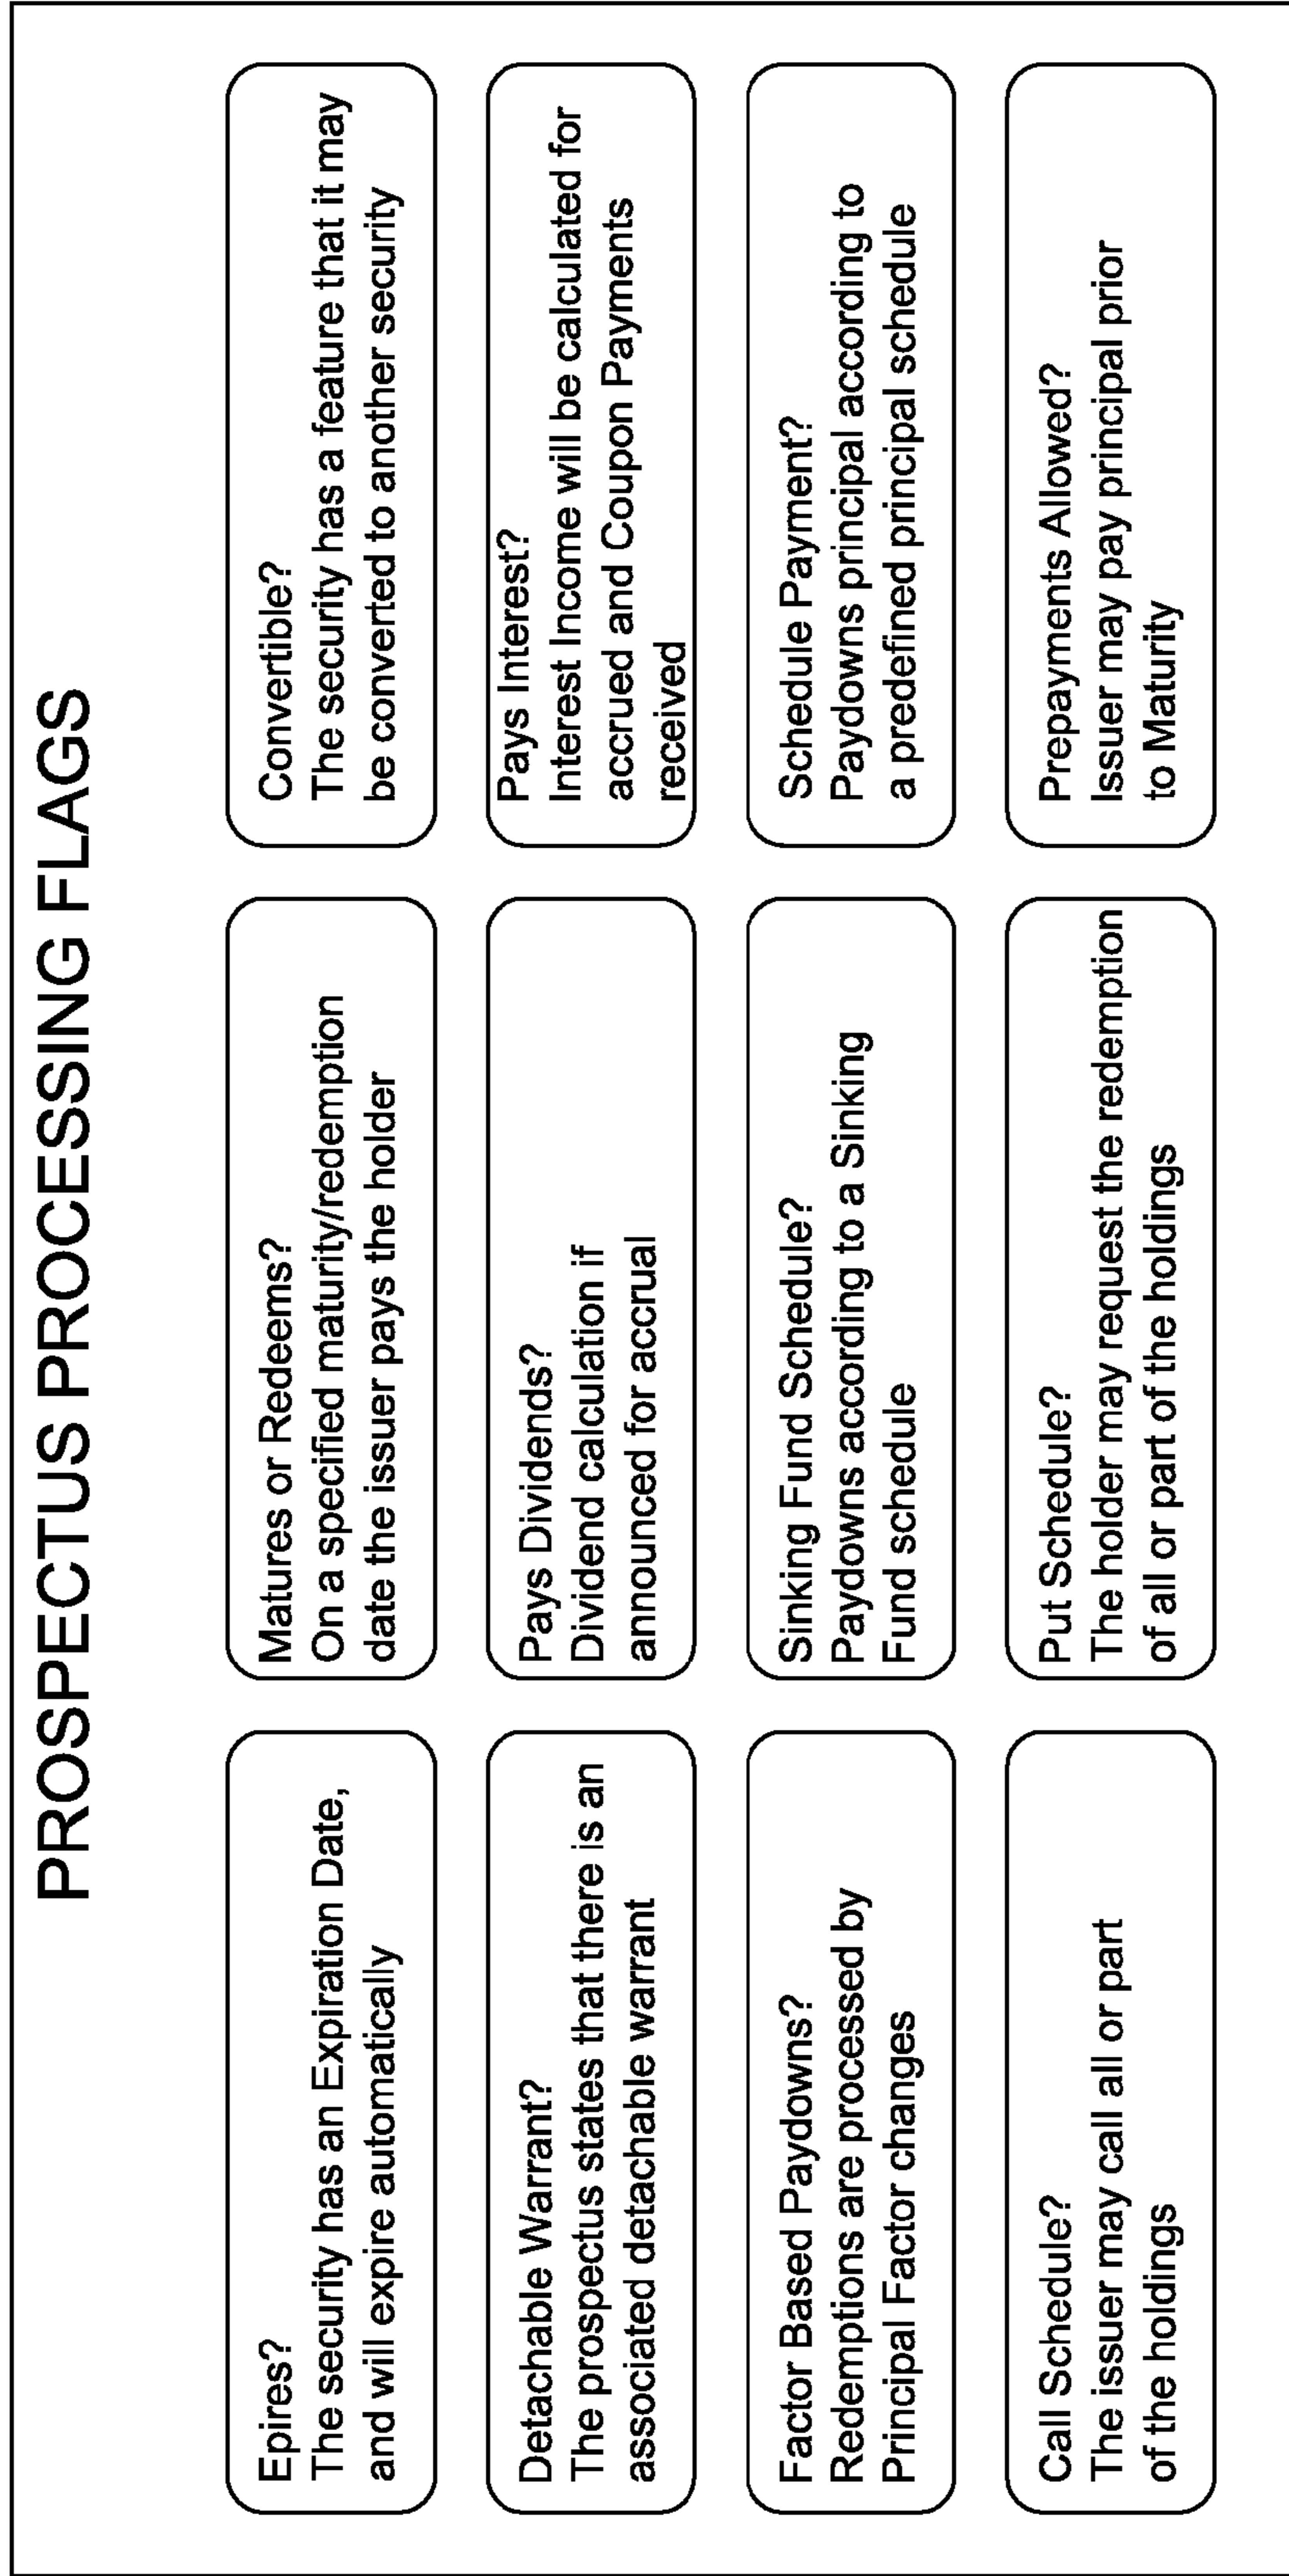 PROSPECTUS PROCESSING FLAGS
Epires?
The security has an Expiration Date,
and will expire automatically
Matures or Redeems?
On a specified maturity/redemption
date the issuer pays the holder
Convertible?
The security has a feature that it may
be converted to another security
Detachable Warrant?
The prospectus states that there is an
associated detachable warrant
Pays Dividends?
Dividend calculation if
announced for accrual
Pays Interest?
Interest Income will be calculated for
accrued and Coupon Payments
received
Factor Based Paydowns?
Redemptions are processed by
Principal Factor changes
Sinking Fund Schedule?
Paydowns according to a Sinking
Fund schedule
Schedule Payment?
Paydowns principal according to
a predefined principal schedule
Call Schedule?
The issuer may call all or part
of the holdings
Put Schedule?
The holder may request the redemption
of all or part of the holdings
Prepayments Allowed?
Issuer may pay principal prior
to Maturity